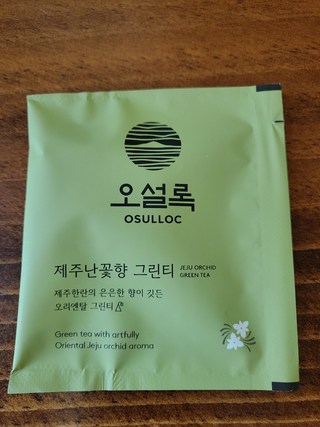 오설록
OSULLOC
제주난꽃향 그린티 JEJU ORCHID
GREEN TEA
제주한란의 은은한 향이 깃든
오리엔탈 그린티
Green tea with artfully
Oriental Jeju orchid aroma